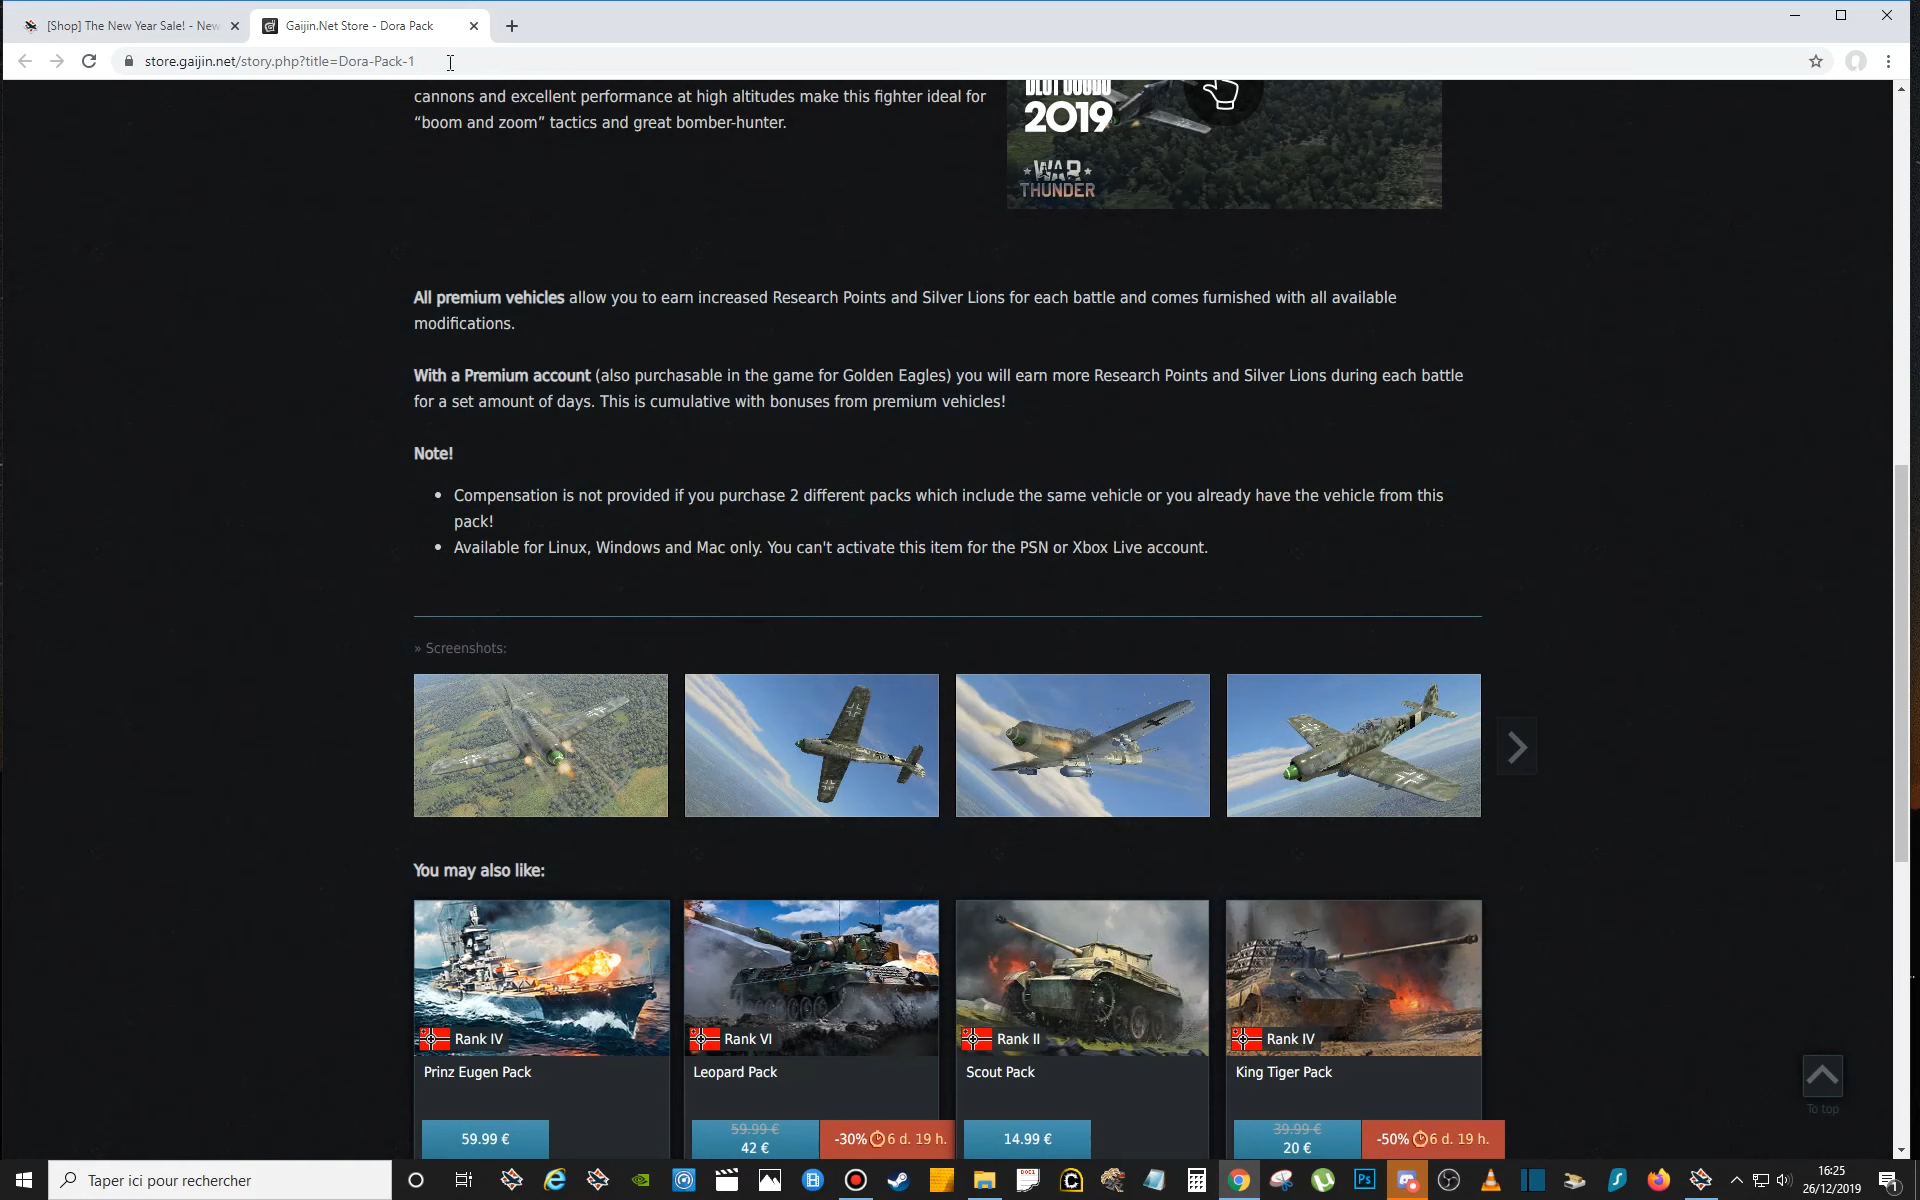 [Shop] The New Year Sale! - New
Gaijin.Net Store - Dora Pack
store.gaijin.net/story.php?title=Dora-Pack-1
cannons and excellent performance at high altitudes make this fighter ideal for
“boom and zoom” tactics and great bomber-hunter.
2019
WAR
THUNDER
All premium vehicles allow you to earn increased Research Points and Silver Lions for each battle and comes furnished with all available
modifications.
With a Premium account (also purchasable in the game for Golden Eagles) you will earn more Research Points and Silver Lions during each battle
for a set amount of days. This is cumulative with bonuses from premium vehicles!
Note!
• Compensation is not provided if you purchase 2 different packs which include the same vehicle or you already have the vehicle from this
pack!
• Available for Linux, Windows and Mac only. You can't activate this item for the PSN or Xbox Live account.
» Screenshots:
You may also like:
Rank IV
Rank VI
Rank II
Rank IV
Prinz Eugen Pack
Leopard Pack
Scout Pack
King Tiger Pack
59.99 €
59.99 €
42 €
-30% 6 d. 19 h.
14.99 €
39.99 €
20 €
-50% 6 d. 19 h.
To top
Taper ici pour rechercher
Ps
16:25
26/12/2019
1